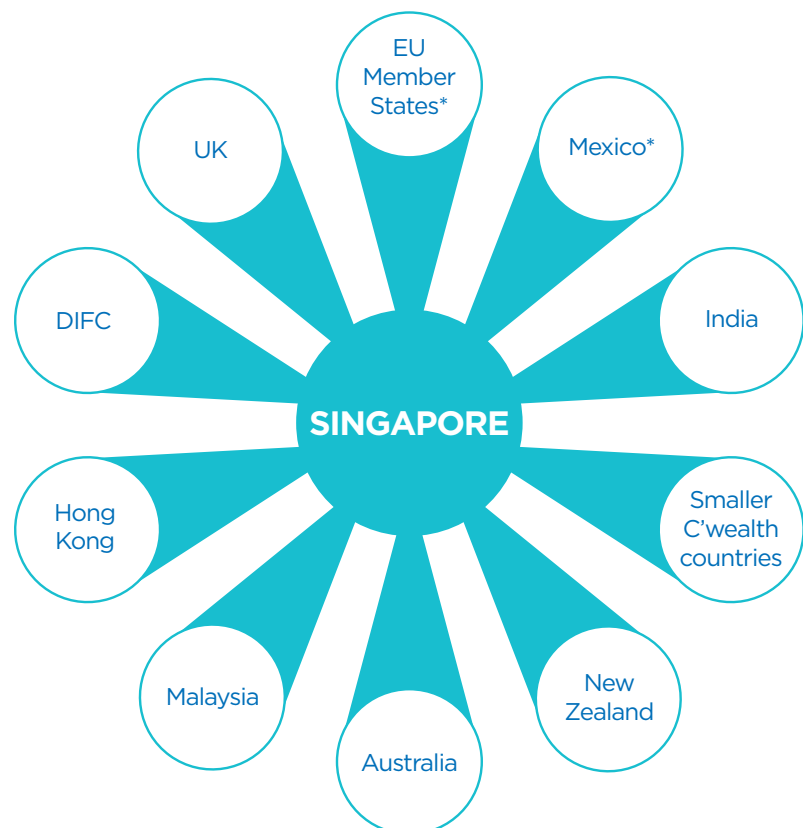 EU
Member
States*
UK
Mexico*
DIFC
India
SINGAPORE
Hong
Kong
Smaller
C'wealth
countries
Malaysia
New
Zealand
Australia